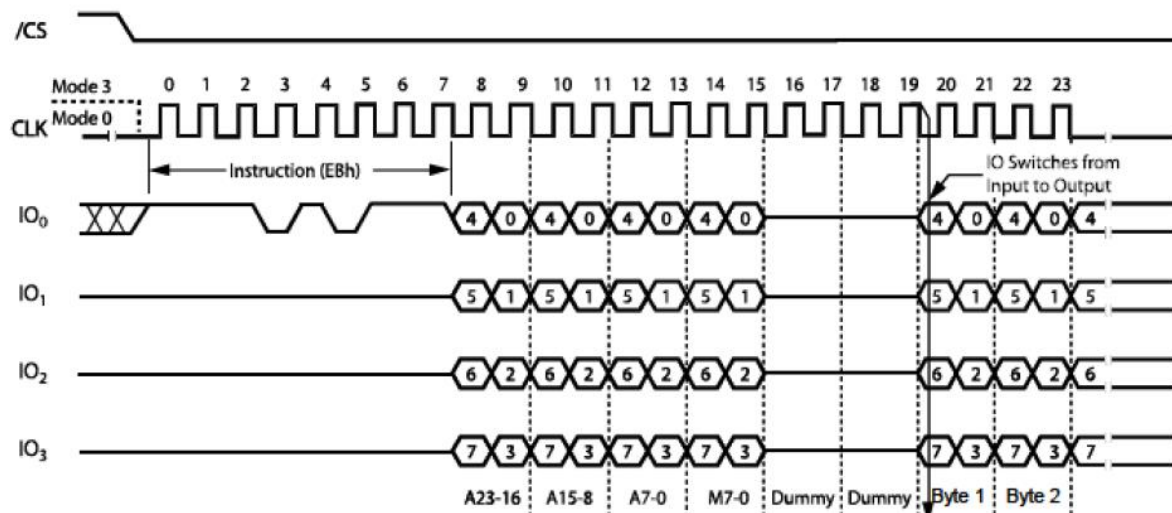 /CS
Mode 3
0 1 2 3 4 5 6 7 8 9 10 11 12 13 14 15 16 17 18 19 20 21 22 23
CLK
Mode 0
Instruction (EBh)
IO Switches from
Input to Output
IO₀ 4 0 4 0 4 0 4 0 4 0 4 0 4
IO₁ 5 1 5 1 5 1 5 1 5 1 5 1 5
IO₂ 6 2 6 2 6 2 6 2 6 2 6 2 6
IO₃ 7 3 7 3 7 3 7 3 7 3 7 3 7
A23-16 A15-8 A7-0 M7-0 Dummy Dummy Byte 1 Byte 2